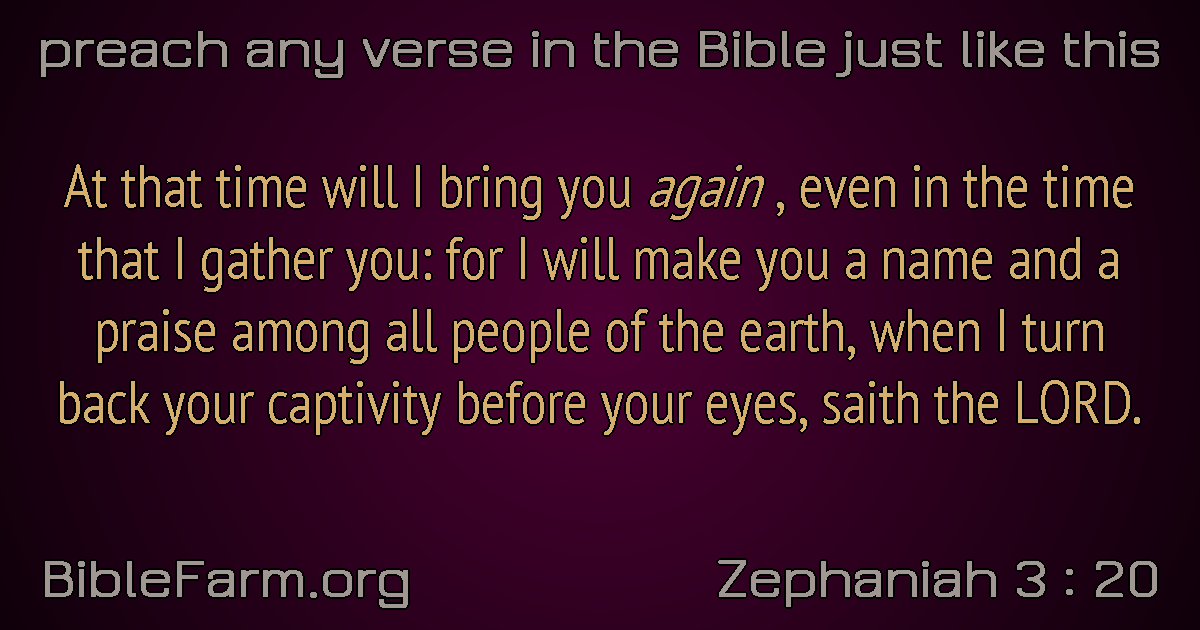 preach any verse in the Bible just like this
At that time will I bring you again , even in the time
that I gather you: for I will make you a name and a
praise among all people of the earth, when I turn
back your captivity before your eyes, saith the LORD.
BibleFarm.org
Zephaniah 3 : 20